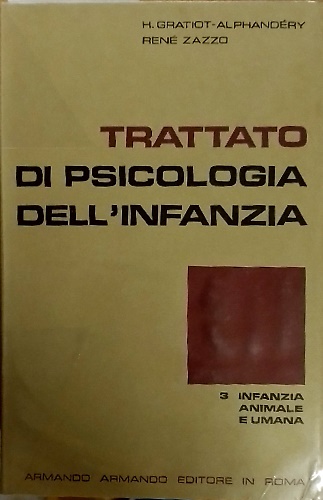 H. GRATIOT-ALPHANDÉRY
RENÉ ZAZZO
TRATTATO
DI PSICOLOGIA
DELL'INFANZIA
3 INFANZIA
ANIMALE
E UMANA
ARMANDO ARMANDO EDITORE IN ROMA